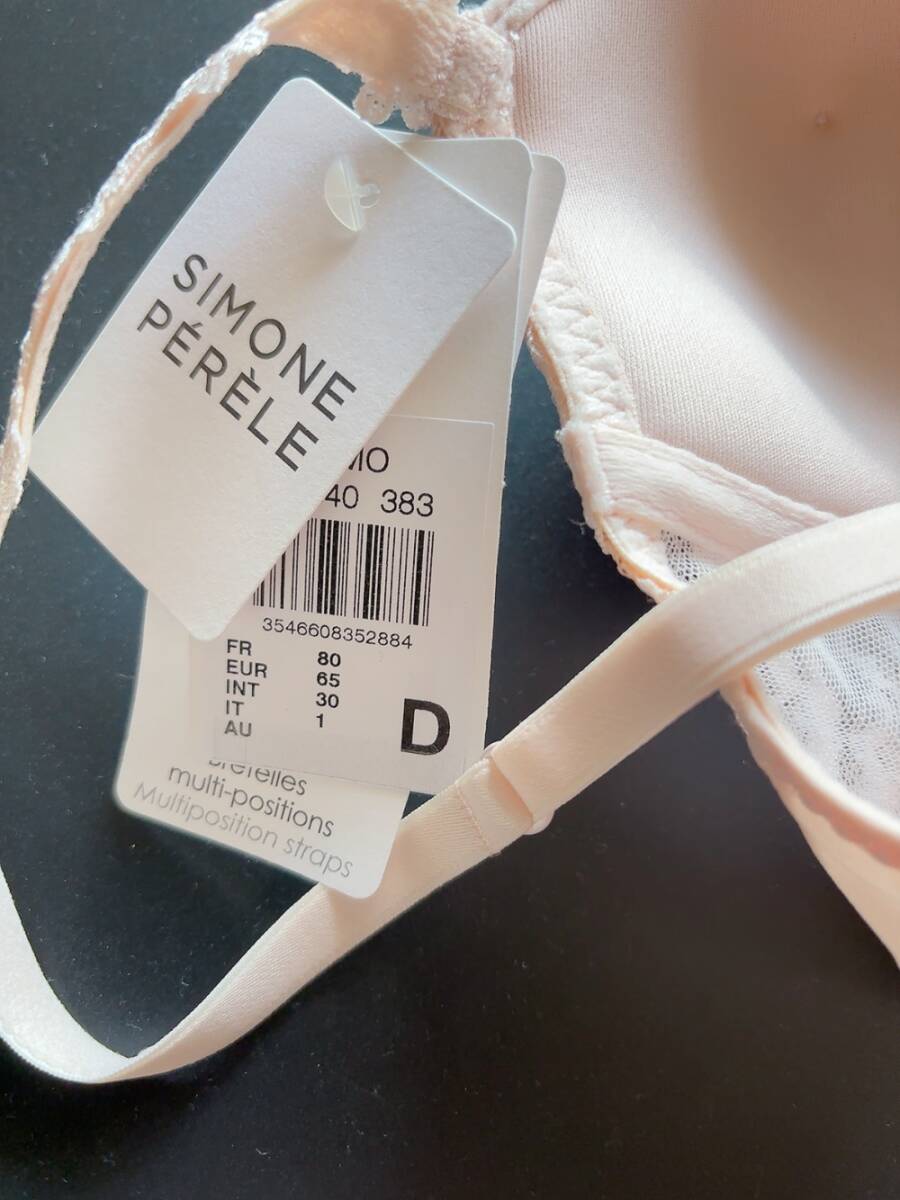 SIMONE
PÉRÈLE
MO
40 383
3546608352884
FR 80
EUR 65
INT 30
IT 1
AU
D
bretelles
multi-positions
Multiposition straps